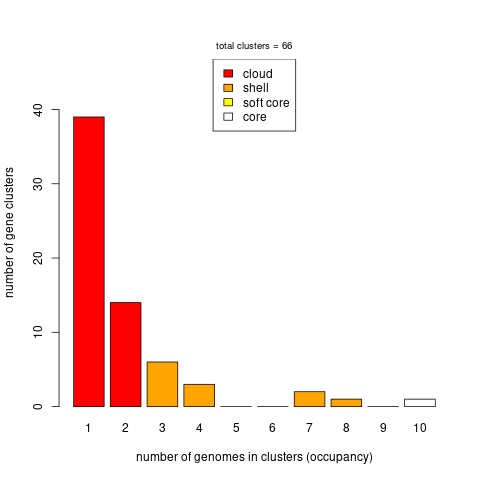 total clusters = 66
cloud
shell
soft core
core
number of gene clusters
40
30
20
10
0
1 2 3 4 5 6 7 8 9 10
number of genomes in clusters (occupancy)